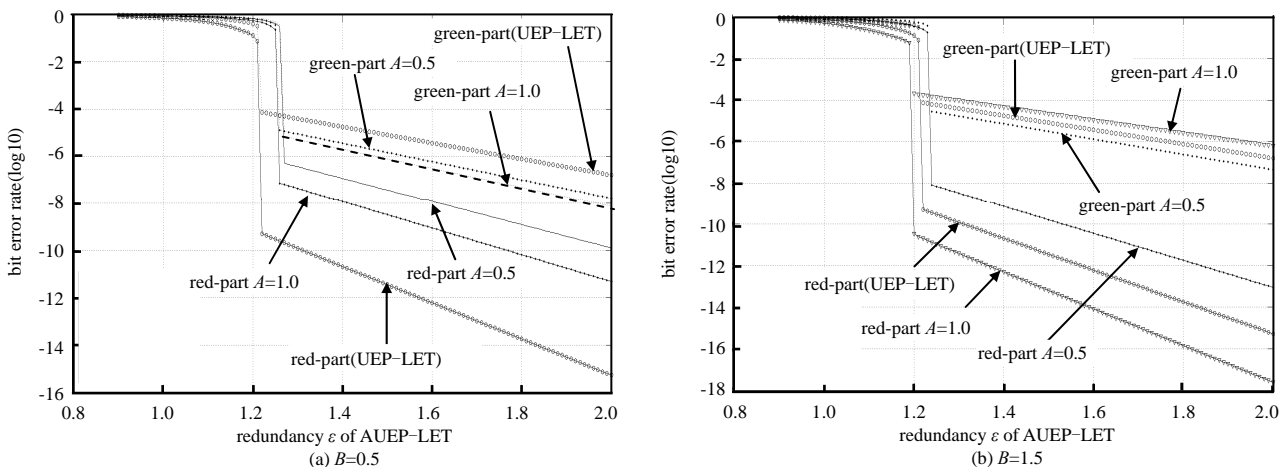 0
-2
-4
-6
-8
-10
-12
-14
-16
0.8
1.0
1.2
1.4
1.6
1.8
2.0
bit error rate(log10)
green-part(UEP-LET)
green-part A=0.5
green-part A=1.0
red-part A=1.0
red-part A=0.5
red-part(UEP-LET)
redundancy ε of AUEP-LET
(a) B=0.5
0
-2
-4
-6
-8
-10
-12
-14
-16
-18
0.8
1.0
1.2
1.4
1.6
1.8
2.0
bit error rate(log10)
green-part(UEP-LET)
green-part A=1.0
green-part A=0.5
red-part(UEP-LET)
red-part A=1.0
red-part A=0.5
redundancy ε of AUEP-LET
(b) B=1.5